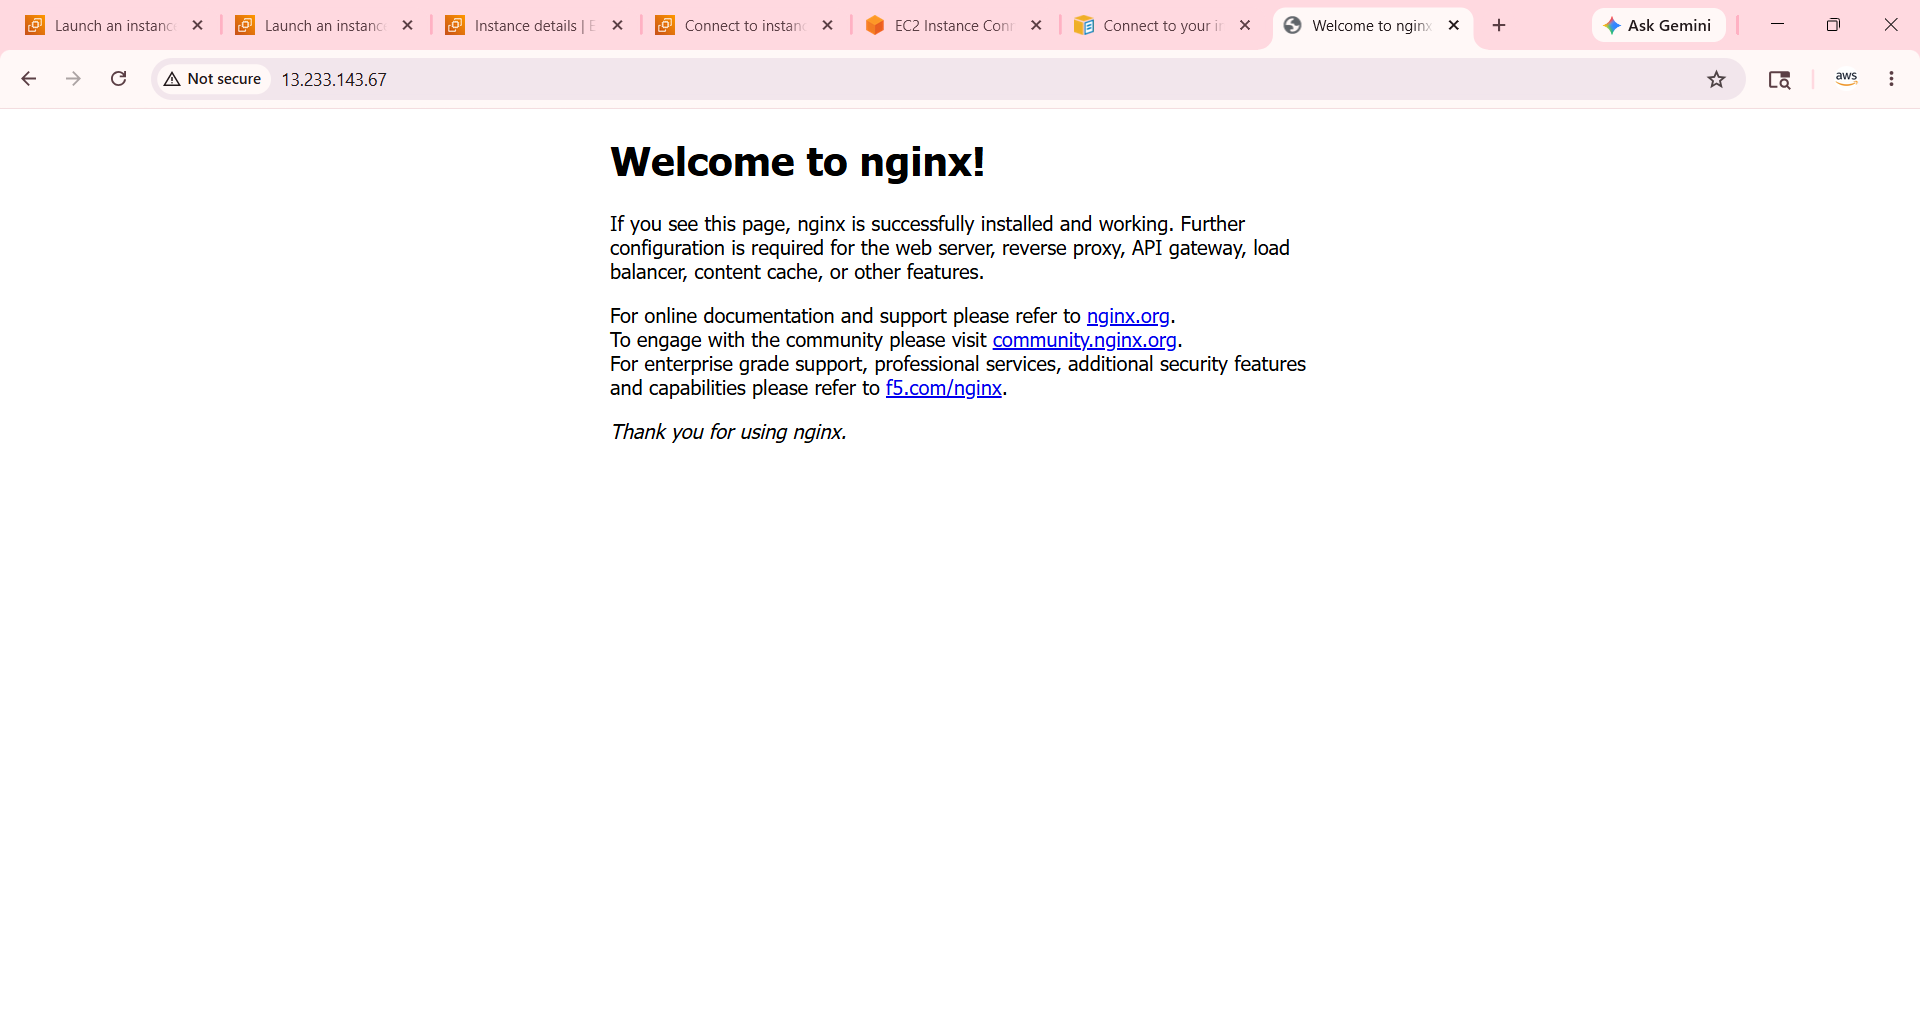 Launch an instance
Launch an instance
Instance details | E
Connect to instanc
EC2 Instance Conn
Connect to your in
Welcome to nginx
Ask Gemini
Not secure
13.233.143.67
aws
Welcome to nginx!
If you see this page, nginx is successfully installed and working. Further
configuration is required for the web server, reverse proxy, API gateway, load
balancer, content cache, or other features.
For online documentation and support please refer to nginx.org.
To engage with the community please visit community.nginx.org.
For enterprise grade support, professional services, additional security features
and capabilities please refer to f5.com/nginx.
Thank you for using nginx.